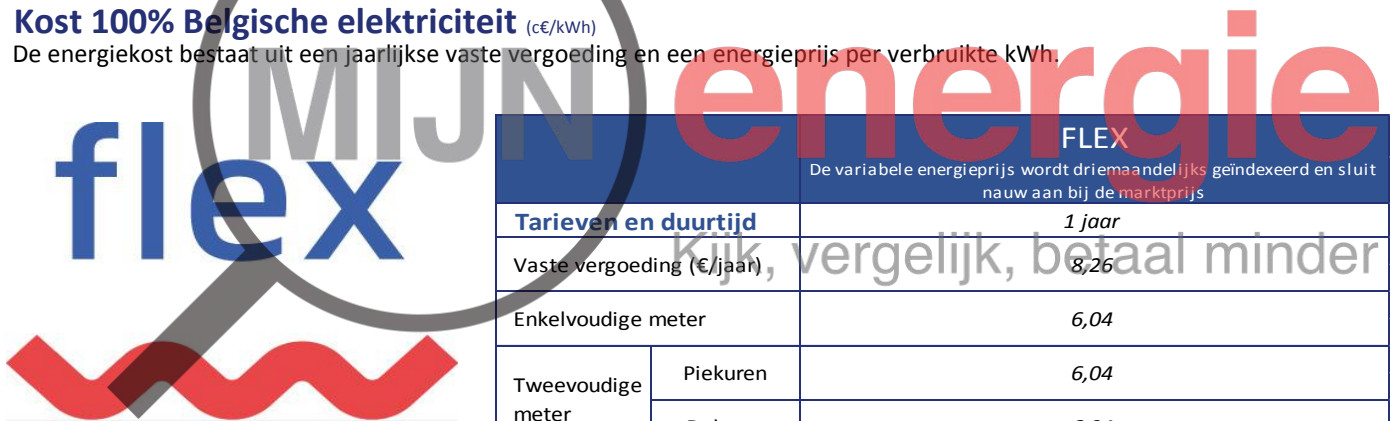 Kost 100% Belgische elektriciteit (c€/kWh)
De energiekost bestaat uit een jaarlijkse vaste vergoeding en een energieprijs per verbruikte kWh.
MIJN energie
flex
FLEX
De variabele energieprijs wordt driemaandelijks geïndexeerd en sluit
nauw aan bij de marktprijs
Tarieven en duurtijd 1 jaar
Kijk, vergelijk, betaal minder
Vaste vergoeding (€/jaar) 8,26
Enkelvoudige meter 6,04
Tweevoudige
meter
Piekuren 6,04